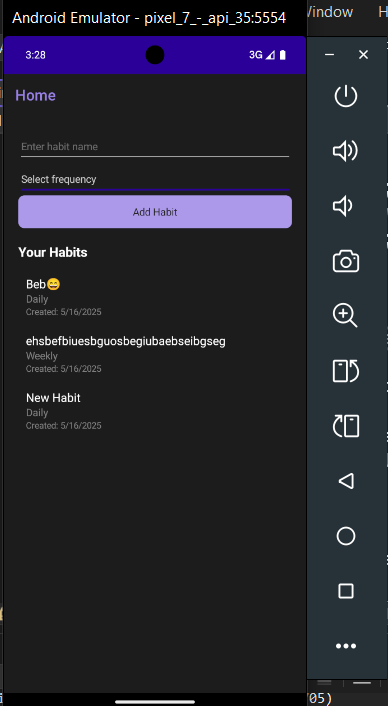 Android Emulator - pixel_7_-_api_35:5554
Window
H
3:28
3G
Home
Enter habit name
Select frequency
Add Habit
Your Habits
Beb😄
Daily
Created: 5/16/2025
ehsbefbiuesbguosbegiubaebseibgseg
Weekly
Created: 5/16/2025
New Habit
Daily
Created: 5/16/2025
/05)